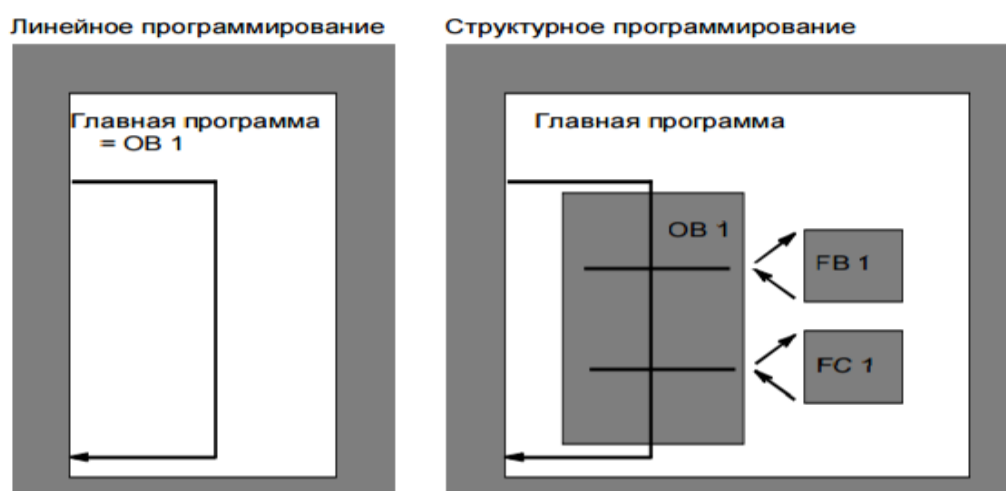 Линейное программирование
Структурное программирование
Главная программа
= OB 1
Главная программа
OB 1
FB 1
FC 1